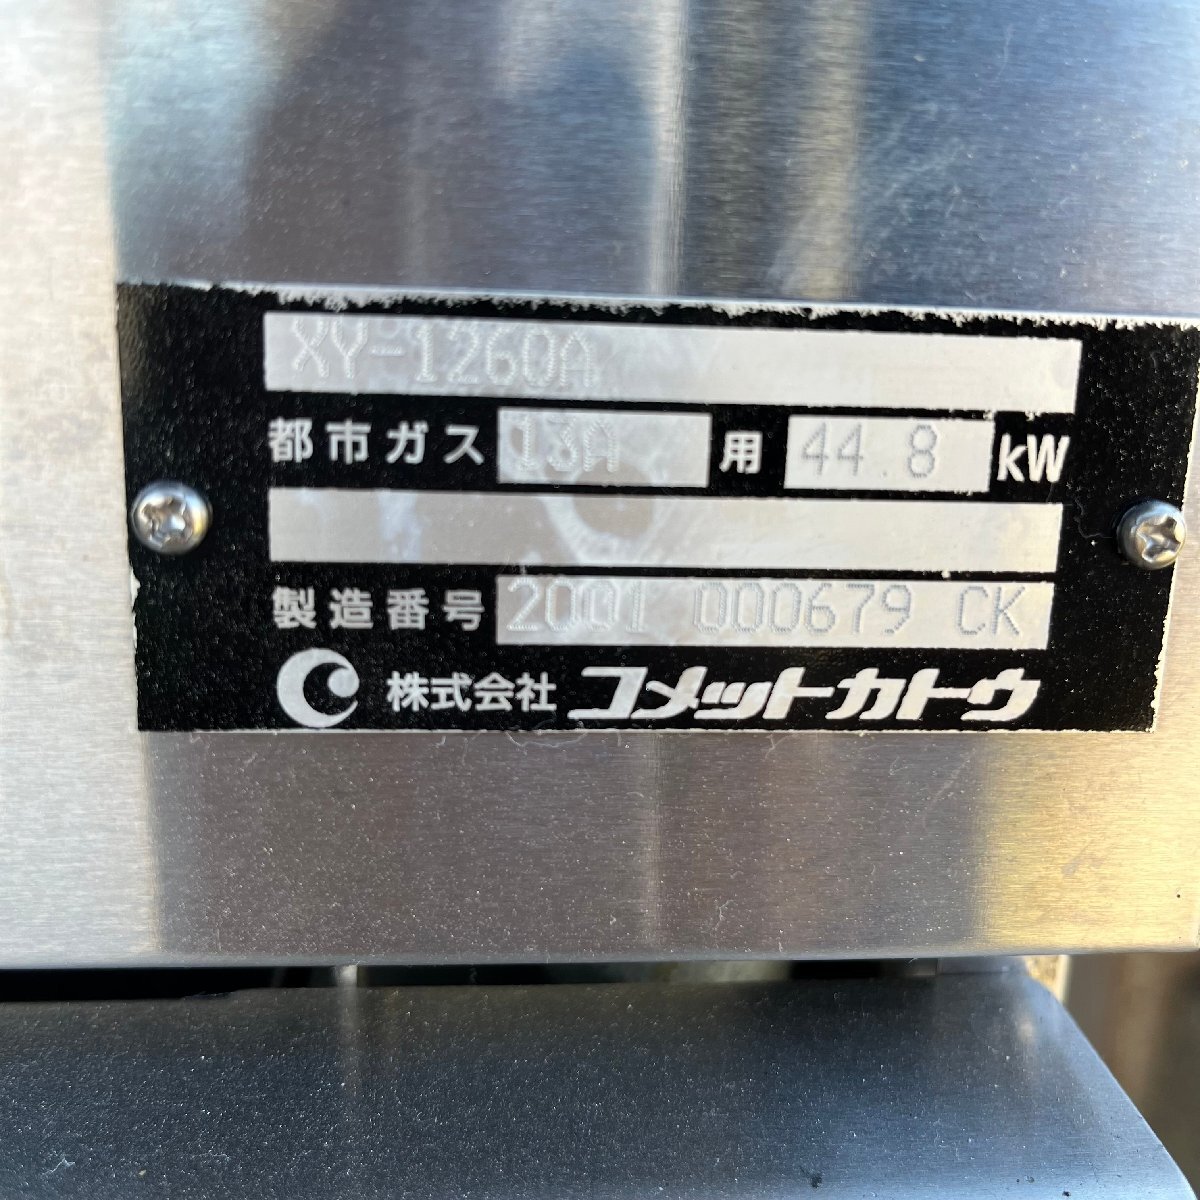 XY-1260A
都市ガス 13A 用 44.8 kW
製造番号 2001 000679 CK
株式会社 コメットカトウ